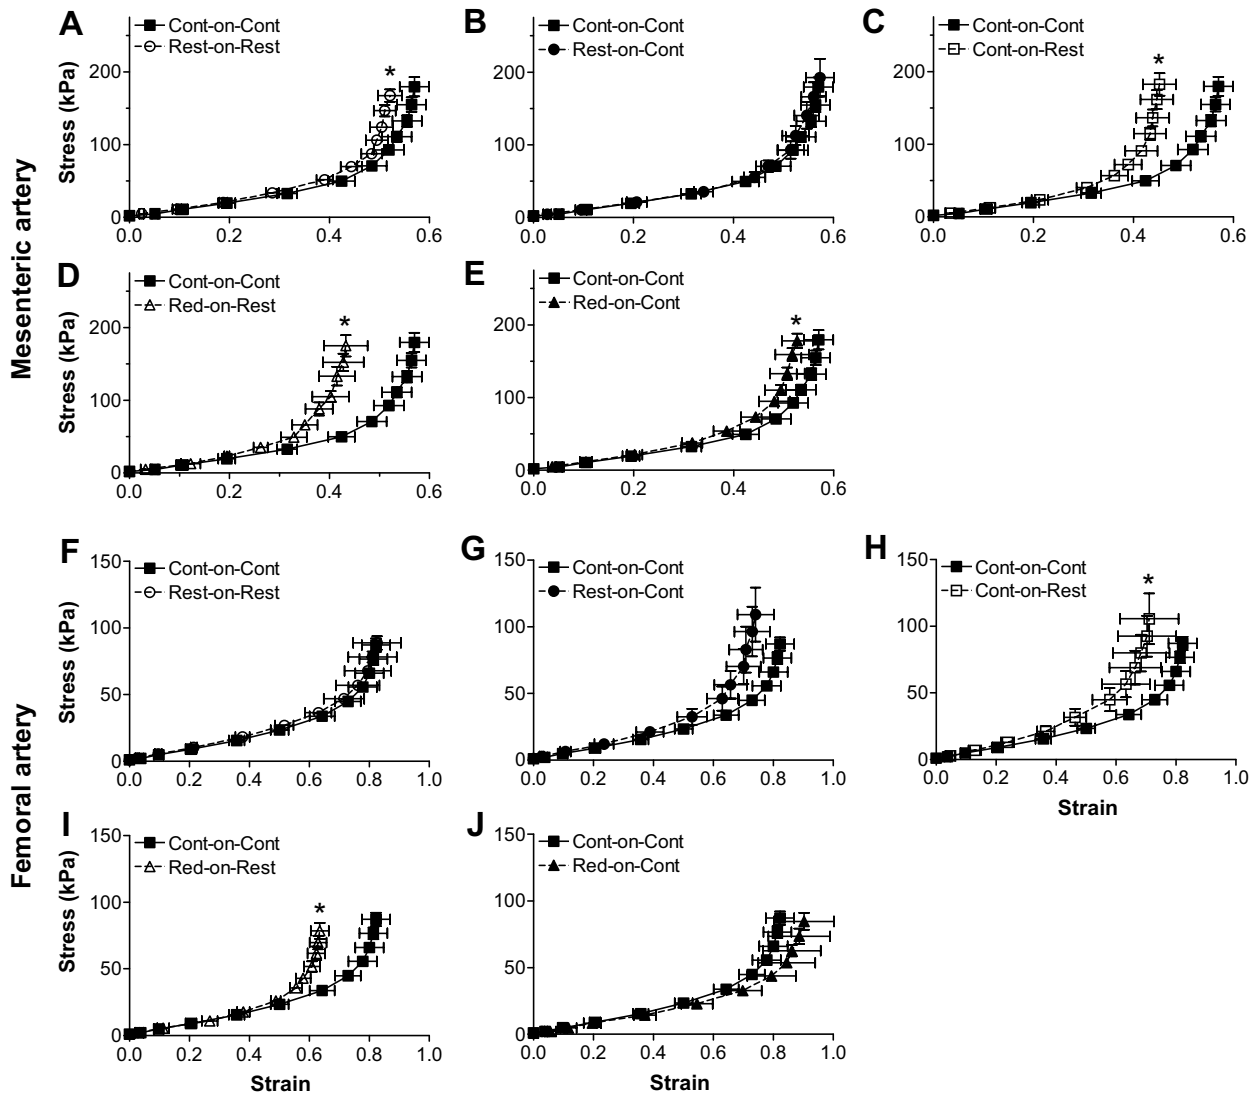 Mesenteric artery
A
Cont-on-Cont
Rest-on-Rest
*
Stress (kPa)
200
100
0
0.0 0.2 0.4 0.6
B
Cont-on-Cont
Rest-on-Cont
200
100
0
0.0 0.2 0.4 0.6
C
Cont-on-Cont
Cont-on-Rest
*
200
100
0
0.0 0.2 0.4 0.6
D
Cont-on-Cont
Red-on-Rest
*
Stress (kPa)
200
100
0
0.0 0.2 0.4 0.6
E
Cont-on-Cont
Red-on-Cont
*
200
100
0
0.0 0.2 0.4 0.6
Femoral artery
F
Cont-on-Cont
Rest-on-Rest
Stress (kPa)
150
100
50
0
0.0 0.2 0.4 0.6 0.8 1.0
G
Cont-on-Cont
Rest-on-Cont
150
100
50
0
0.0 0.2 0.4 0.6 0.8 1.0
H
Cont-on-Cont
Cont-on-Rest
*
150
100
50
0
0.0 0.2 0.4 0.6 0.8 1.0
Strain
I
Cont-on-Cont
Red-on-Rest
*
Stress (kPa)
150
100
50
0
0.0 0.2 0.4 0.6 0.8 1.0
Strain
J
Cont-on-Cont
Red-on-Cont
150
100
50
0
0.0 0.2 0.4 0.6 0.8 1.0
Strain